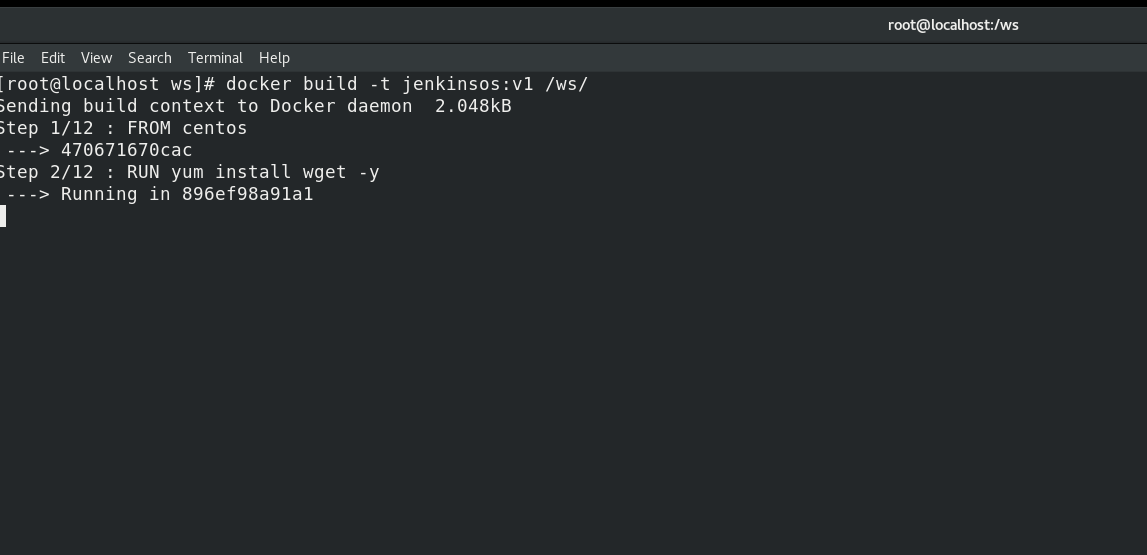 root@localhost:/ws
File Edit View Search Terminal Help
[root@localhost ws]# docker build -t jenkinsos:v1 /ws/
Sending build context to Docker daemon  2.048kB
Step 1/12 : FROM centos
 ---> 470671670cac
Step 2/12 : RUN yum install wget -y
 ---> Running in 896ef98a91a1